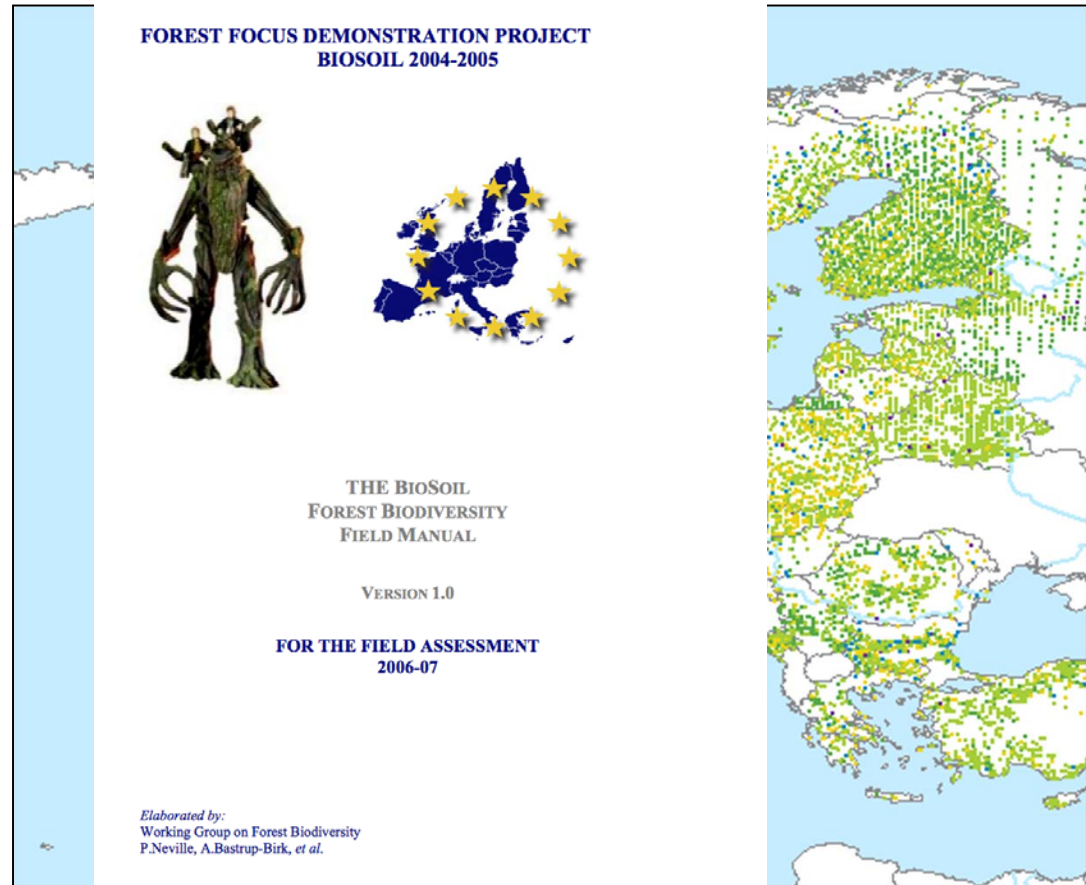 FOREST FOCUS DEMONSTRATION PROJECT
BIOSOIL 2004-2005
THE BIOSOIL
FOREST BIODIVERSITY
FIELD MANUAL
VERSION 1.0
FOR THE FIELD ASSESSMENT
2006-07
Elaborated by:
Working Group on Forest Biodiversity
P.Neville, A.Bastrup-Birk, et al.